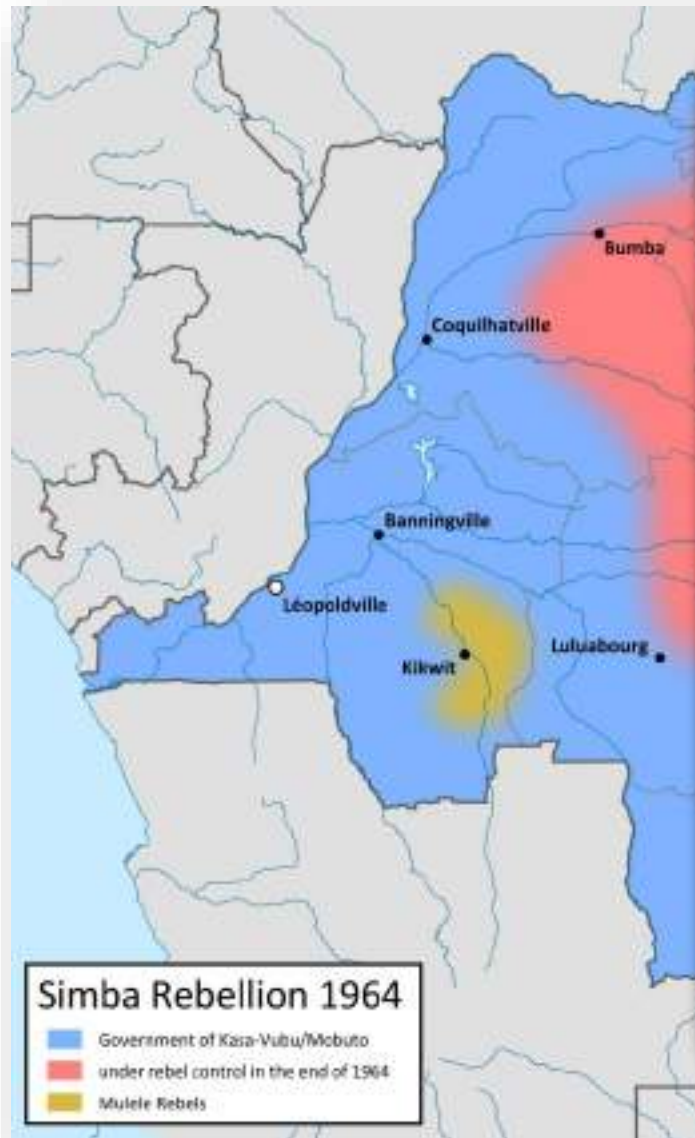 Bumba
Coquilhatville
Banningville
Léopoldville
Luluabourg
Kikwit
Simba Rebellion 1964
Government of Kasa-Vubu/Mobuto
under rebel control in the end of 1964
Mulele Rebels